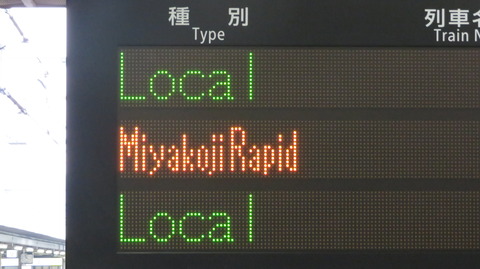 種 別 列車名
Type Train N
Local
Miyakoji Rapid
Local